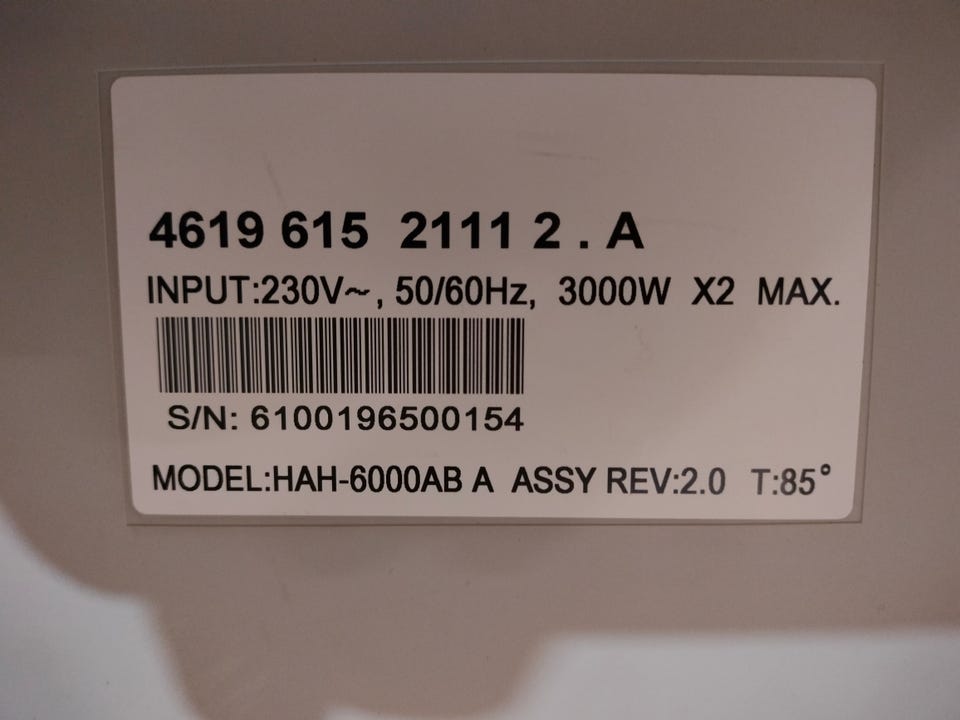 4619 615 2111 2 . A
INPUT:230V~, 50/60Hz, 3000W X2 MAX.
S/N: 6100196500154
MODEL:HAH-6000AB A ASSY REV:2.0 T:85°